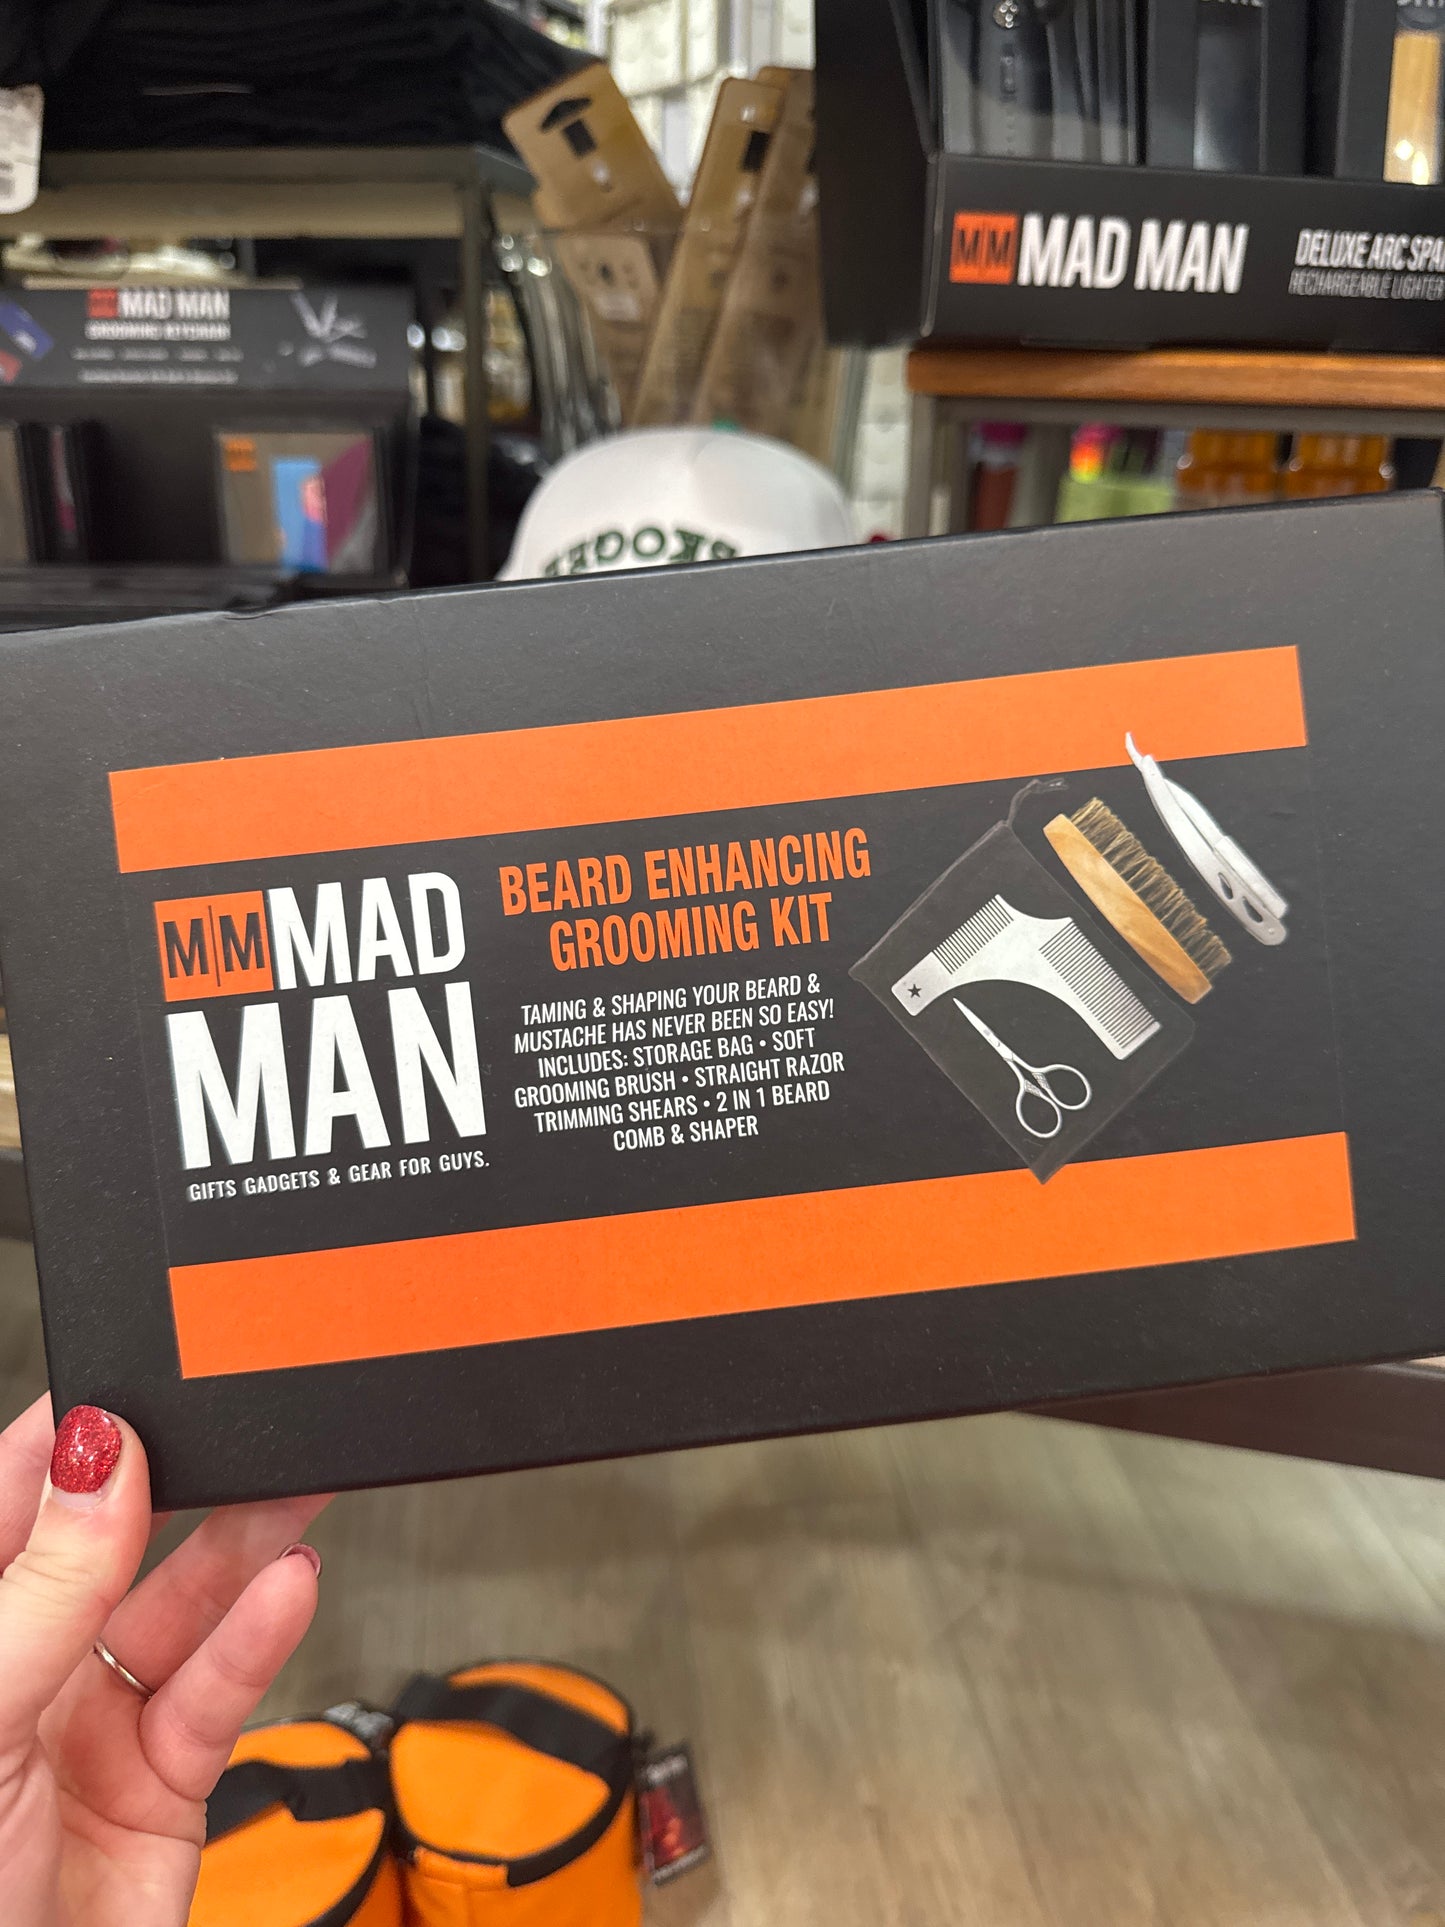 MAD MAN
DELUXE ARC
RECHARGEABLE LIGHTER
MM MAD MAN
M|M MAD
MAN
GIFTS GADGETS & GEAR FOR GUYS.
BEARD ENHANCING
GROOMING KIT
TAMING & SHAPING YOUR BEARD &
MUSTACHE HAS NEVER BEEN SO EASY!
INCLUDES: STORAGE BAG • SOFT
GROOMING BRUSH • STRAIGHT RAZOR
TRIMMING SHEARS • 2 IN 1 BEARD
COMB & SHAPER